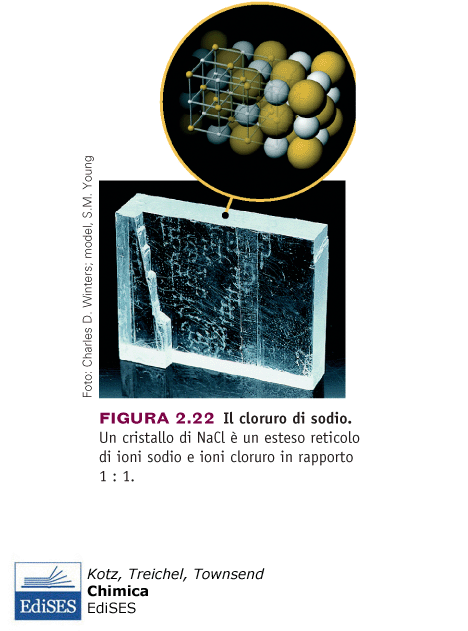 Foto: Charles D. Winters; model, S.M. Young
FIGURA 2.22 Il cloruro di sodio.
Un cristallo di NaCl è un esteso reticolo
di ioni sodio e ioni cloruro in rapporto
1 : 1.
EdiSES
Kotz, Treichel, Townsend
Chimica
EdiSES